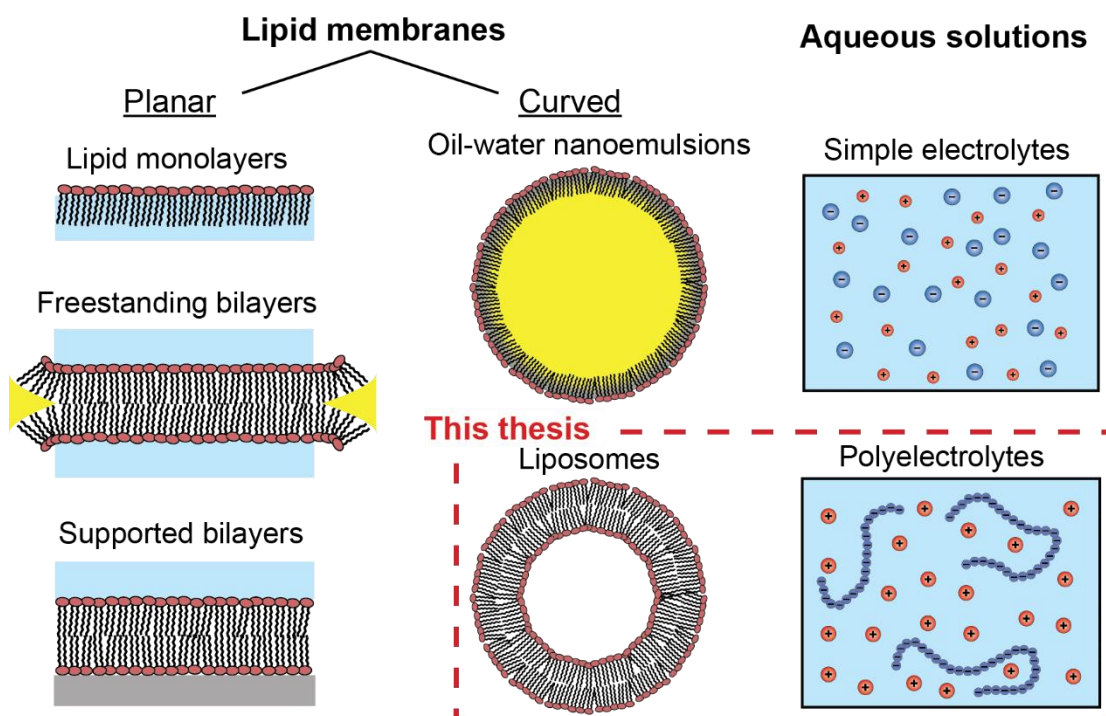 Lipid membranes
Aqueous solutions
Planar
Curved
Lipid monolayers
Oil-water nanoemulsions
Simple electrolytes
Freestanding bilayers
This thesis
Liposomes
Polyelectrolytes
Supported bilayers